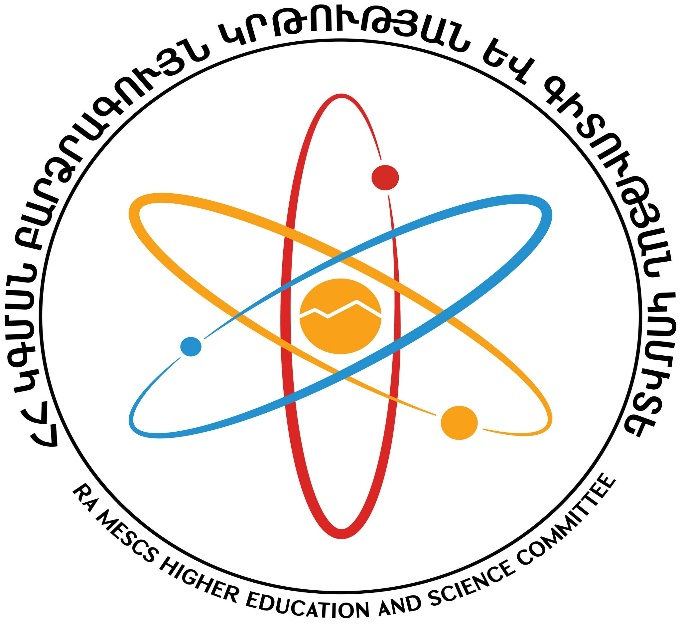 ՀՀ ԿԳՄՍՆ ԲԱՐՁՐԱԳՈՒՅՆ ԿՐԹՈՒԹՅԱՆ ԵՎ ԳԻՏՈՒԹՅԱՆ ԿՈՄԻՏԵ
RA MESCS HIGHER EDUCATION AND SCIENCE COMMITTEE